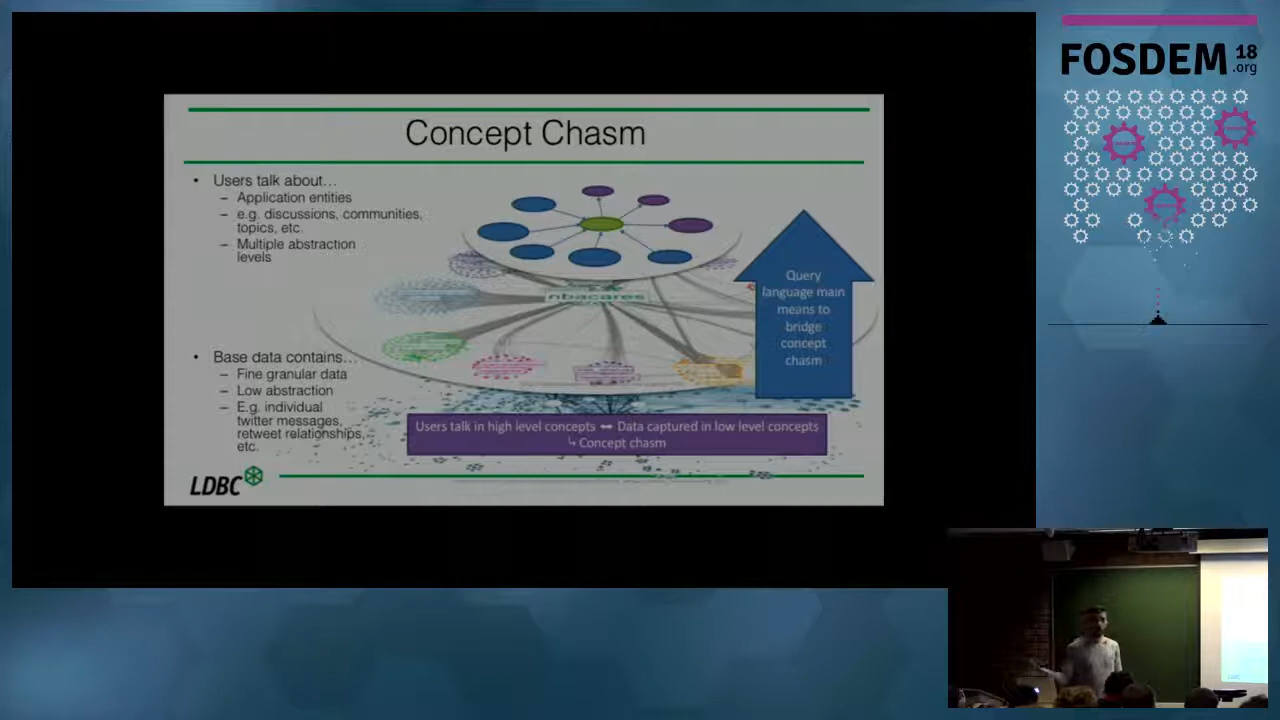 FOSDEM 18
.org
Concept Chasm
• Users talk about…
– Application entities
– e.g. discussions, communities,
topics, etc.
– Multiple abstraction
levels
nbacares
Query
language main
means to
bridge
concept
chasm
• Base data contains…
– Fine granular data
– Low abstraction
– E.g. individual
twitter messages,
retweet relationships,
etc.
Users talk in high level concepts ↔ Data captured in low level concepts
↳ Concept chasm
LDBC
LDBC